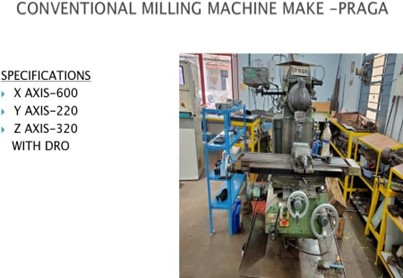 CONVENTIONAL MILLING MACHINE MAKE -PRAGA
SPECIFICATIONS
X AXIS-600
Y AXIS-220
Z AXIS-320
WITH DRO
PRAGA